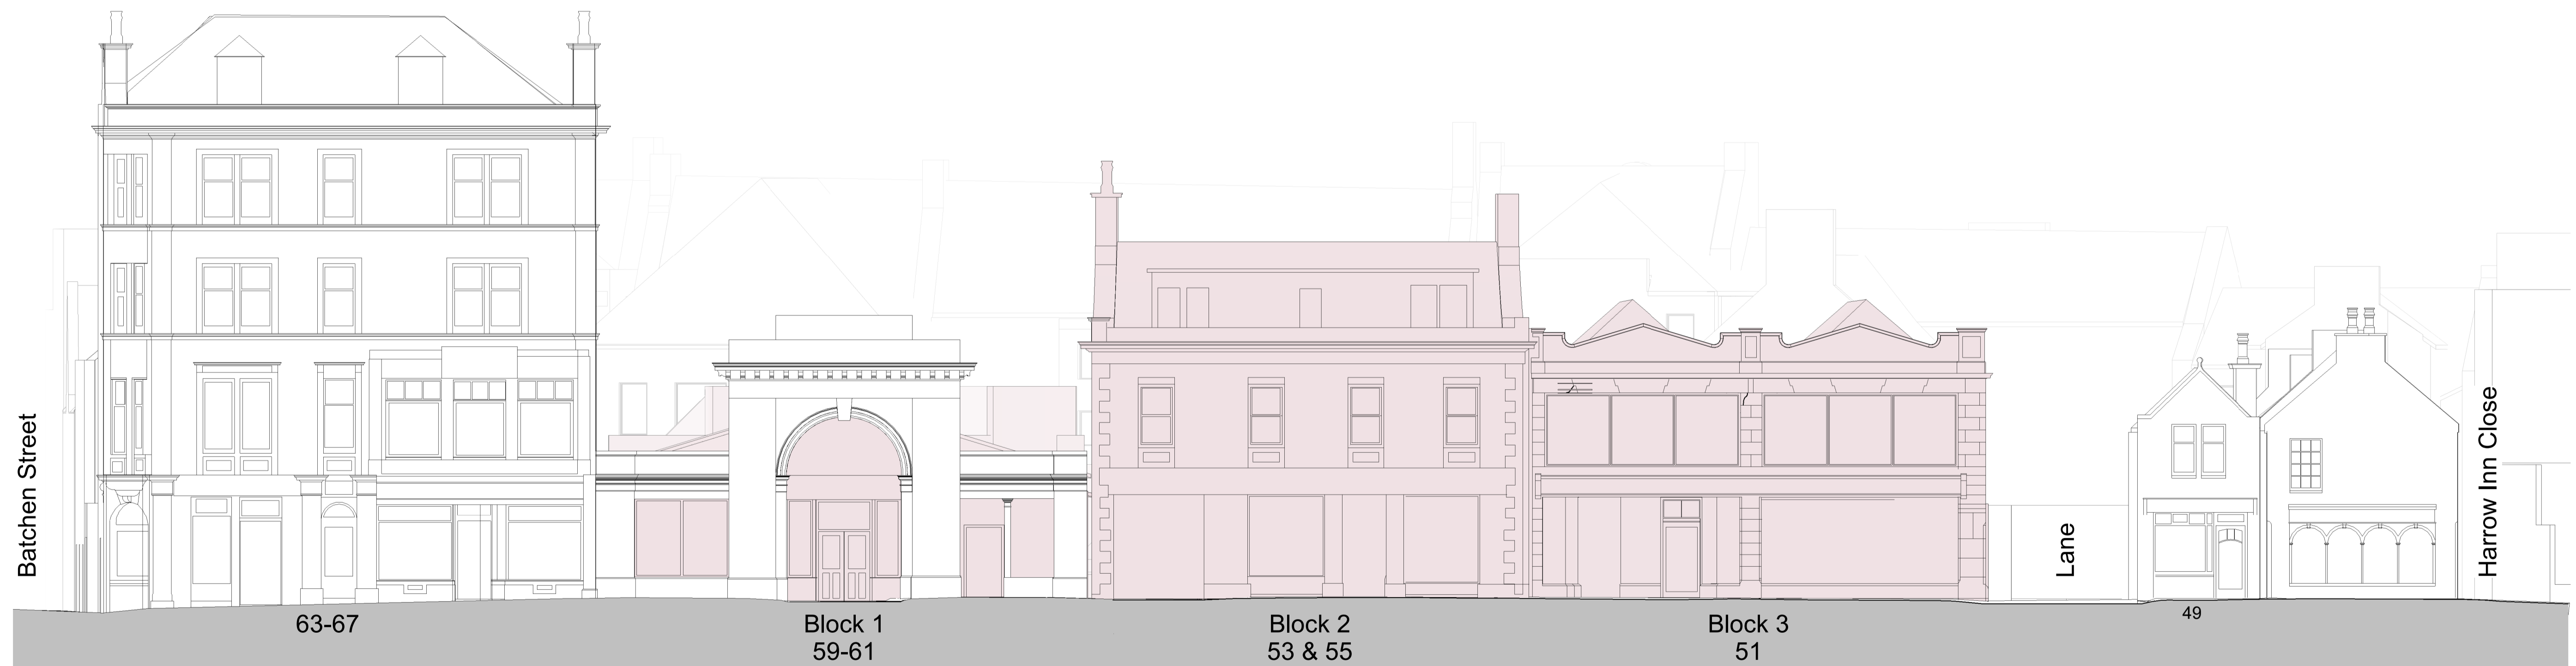 Batchen Street
63-67
Block 1
59-61
Block 2
53 & 55
Block 3
51
Lane
49
Harrow Inn Close